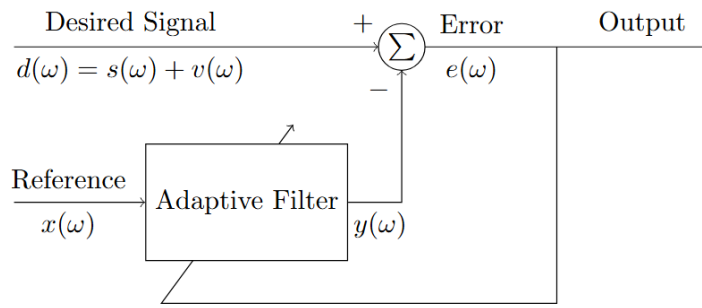 Desired Signal
+
Σ
Error
Output
d(ω) = s(ω) + v(ω)
−
e(ω)
Reference
Adaptive Filter
x(ω)
y(ω)